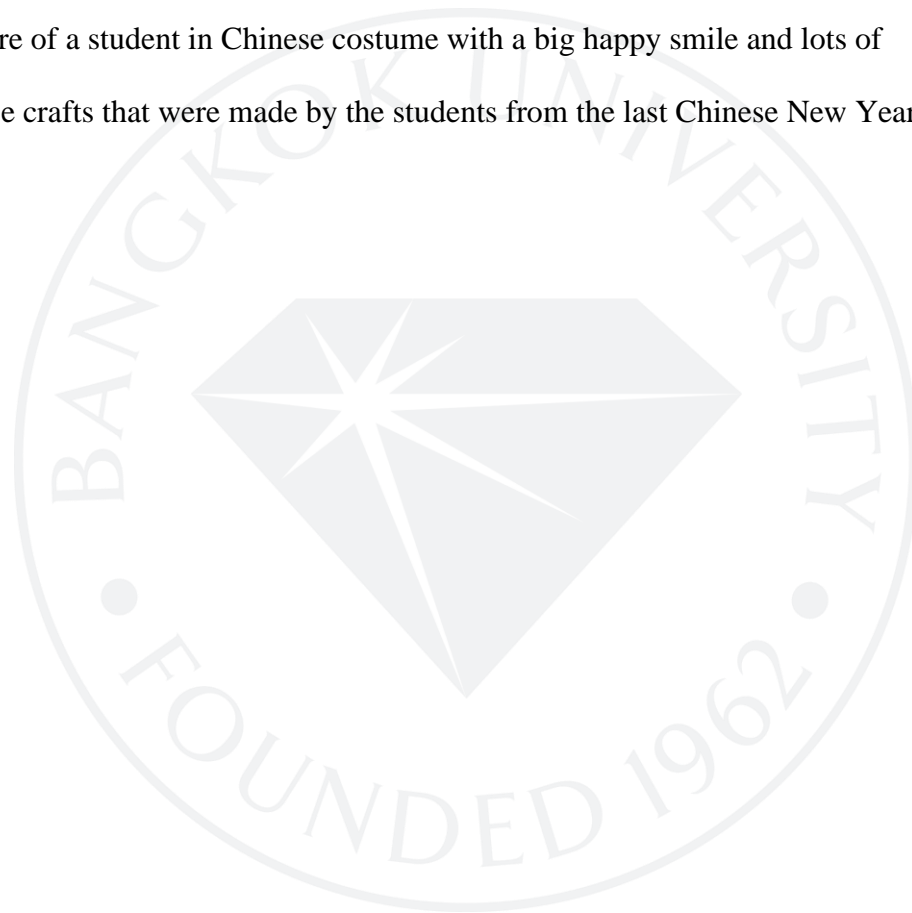 re of a student in Chinese costume with a big happy smile and lots of
e crafts that were made by the students from the last Chinese New Year
BANGKOK UNIVERSITY
FOUNDED 1962